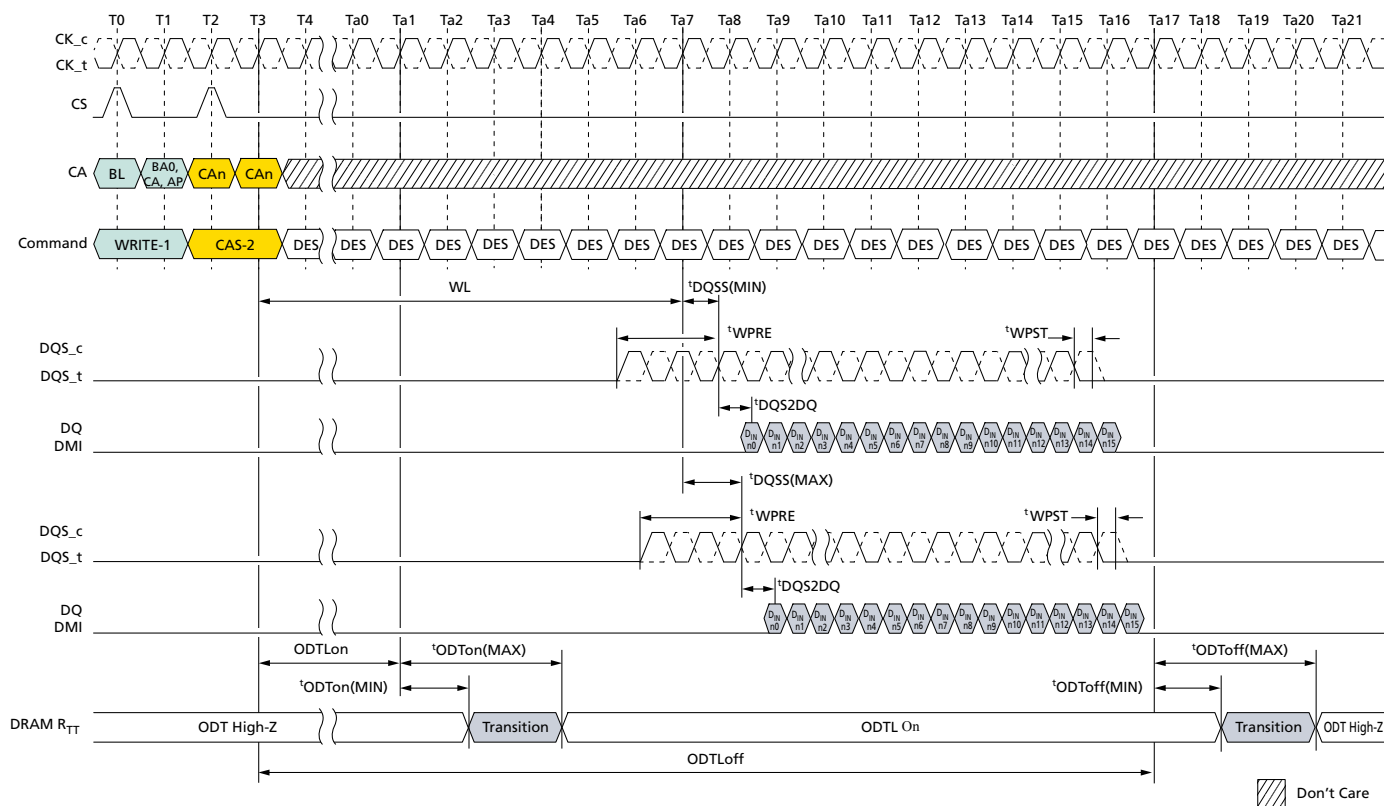 T0 T1 T2 T3 T4 Ta0 Ta1 Ta2 Ta3 Ta4 Ta5 Ta6 Ta7 Ta8 Ta9 Ta10 Ta11 Ta12 Ta13 Ta14 Ta15 Ta16 Ta17 Ta18 Ta19 Ta20 Ta21
CK_c
CK_t
CS
CA BL BA0, CA, AP CAn CAn
Command WRITE-1 CAS-2 DES DES DES DES DES DES DES DES DES DES DES DES DES DES DES DES DES DES DES DES DES DES DES
WL tDQSS(MIN)
tWPRE tWPST
DQS_c
DQS_t
tDQS2DQ
DQ
DMI
DIN n0 DIN n1 DIN n2 DIN n3 DIN n4 DIN n5 DIN n6 DIN n7 DIN n8 DIN n9 DIN n10 DIN n11 DIN n12 DIN n13 DIN n14 DIN n15
tDQSS(MAX)
tWPRE tWPST
DQS_c
DQS_t
tDQS2DQ
DQ
DMI
DIN n0 DIN n1 DIN n2 DIN n3 DIN n4 DIN n5 DIN n6 DIN n7 DIN n8 DIN n9 DIN n10 DIN n11 DIN n12 DIN n13 DIN n14 DIN n15
ODTLon tODTon(MAX) tODToff(MAX)
tODTon(MIN) tODToff(MIN)
DRAM RTT ODT High-Z Transition ODTL On Transition ODT High-Z
ODTLoff
Don't Care